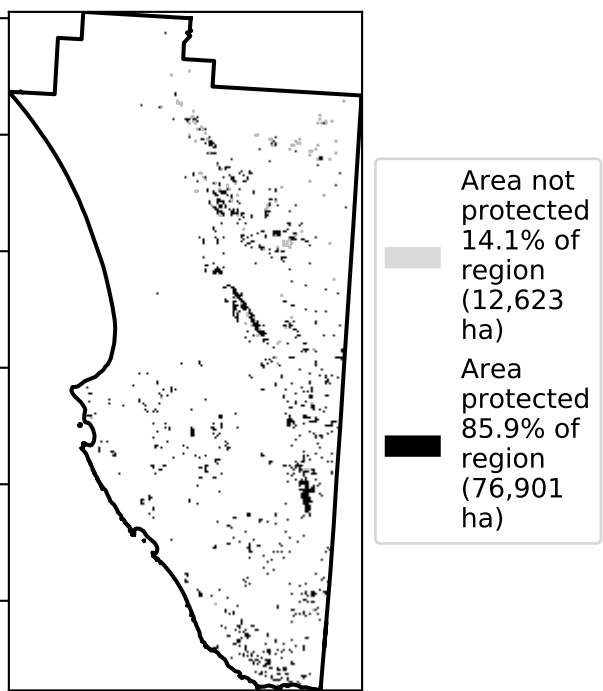 Area not
protected
14.1% of
region
(12,623
ha)
Area
protected
85.9% of
region
(76,901
ha)